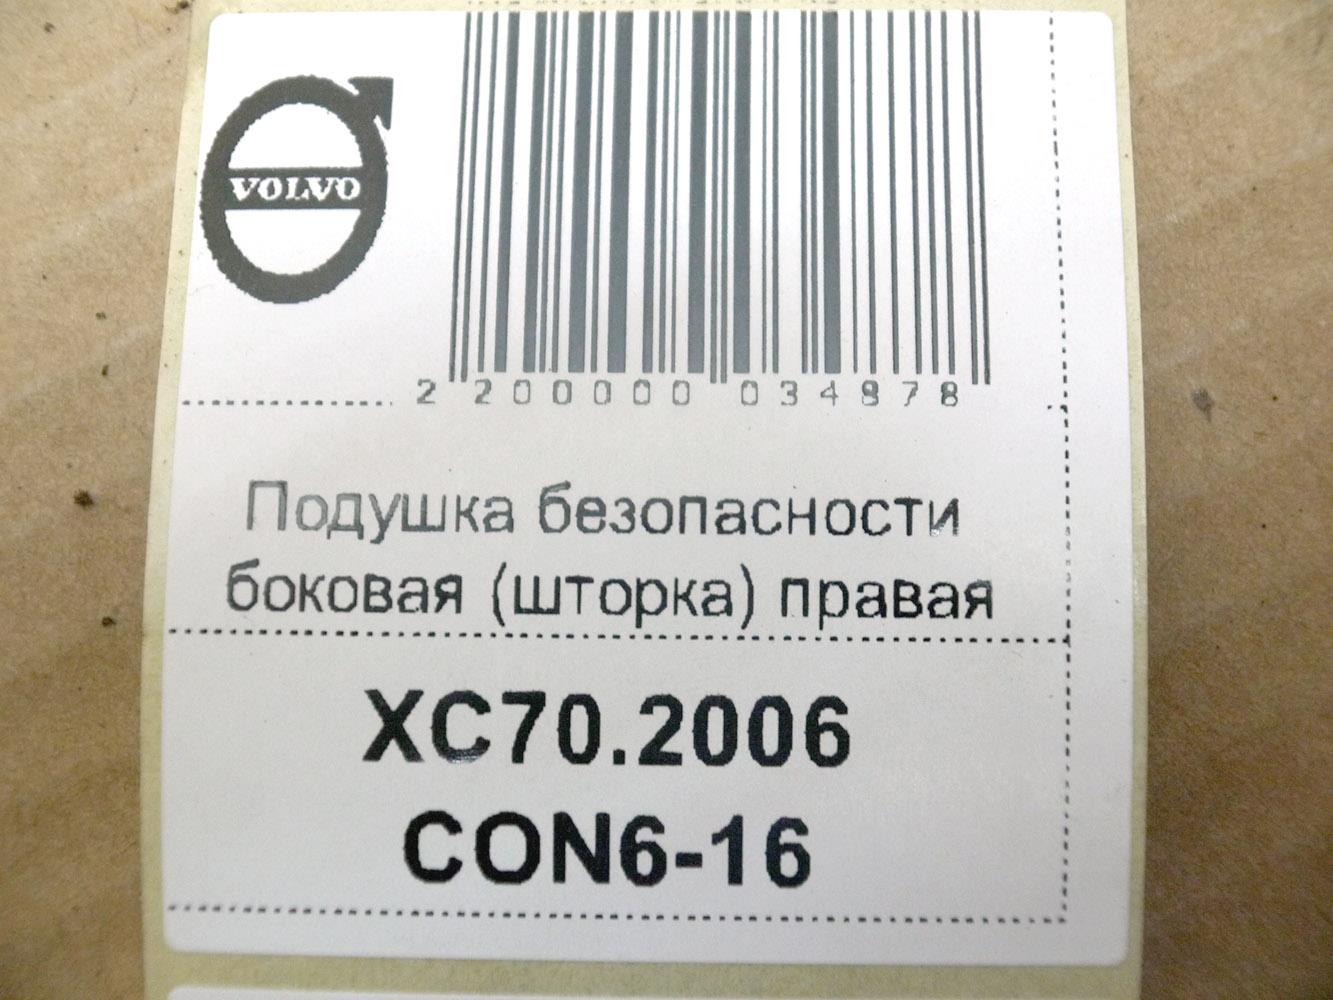 VOLVO
2 200000 034878
Подушка безопасности
боковая (шторка) правая
XC70.2006
CON6-16